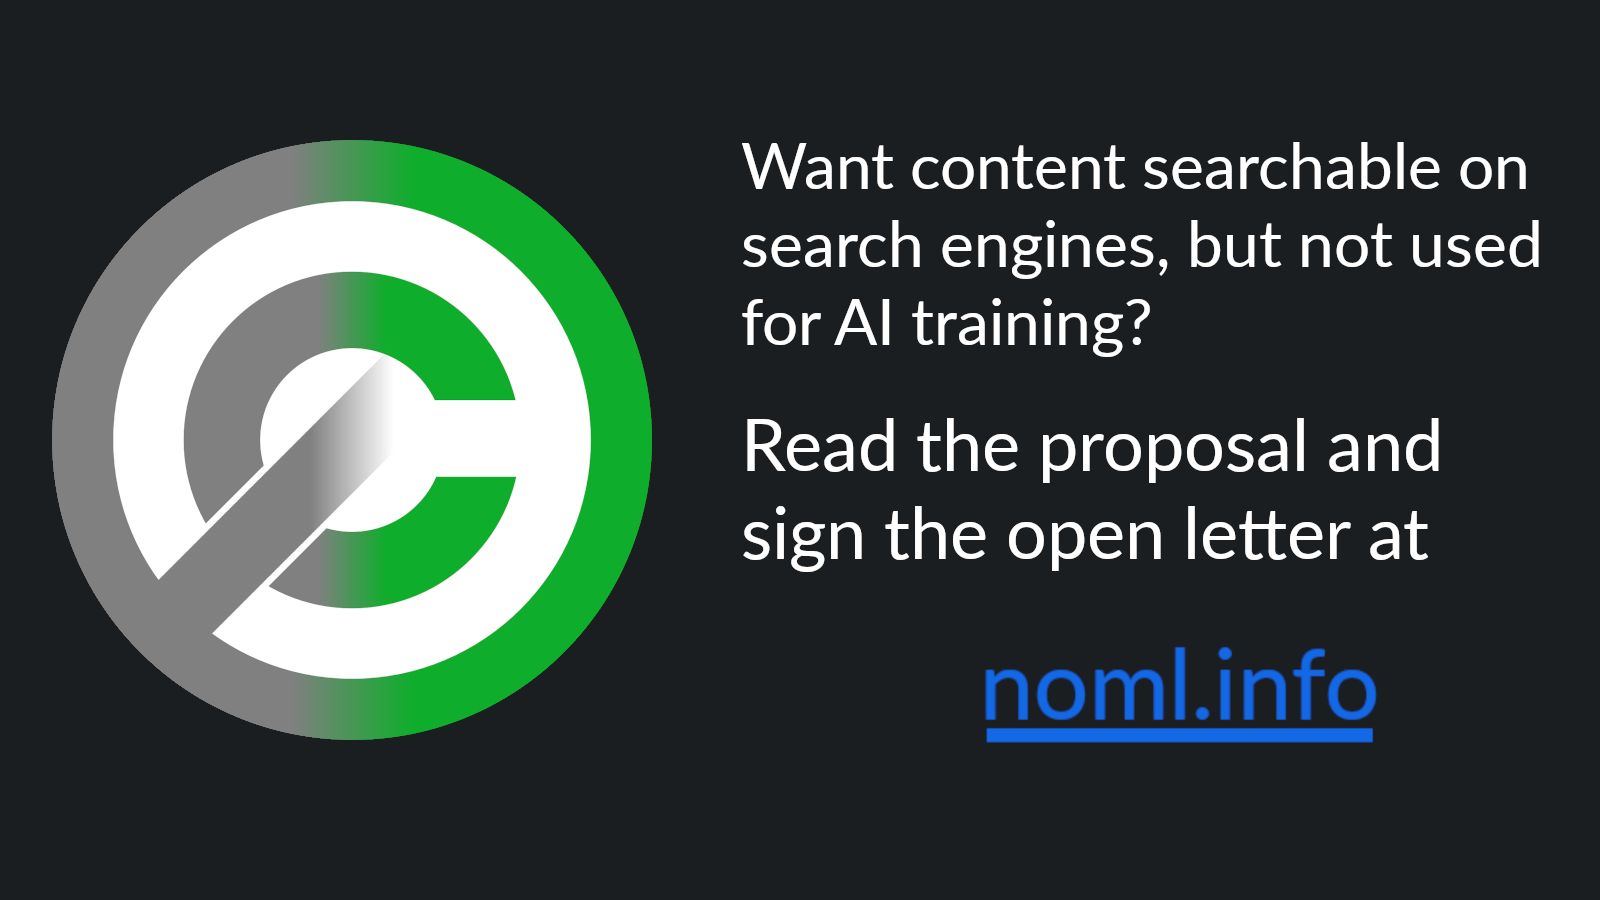 Want content searchable on
search engines, but not used
for AI training?
Read the proposal and
sign the open letter at
noml.info